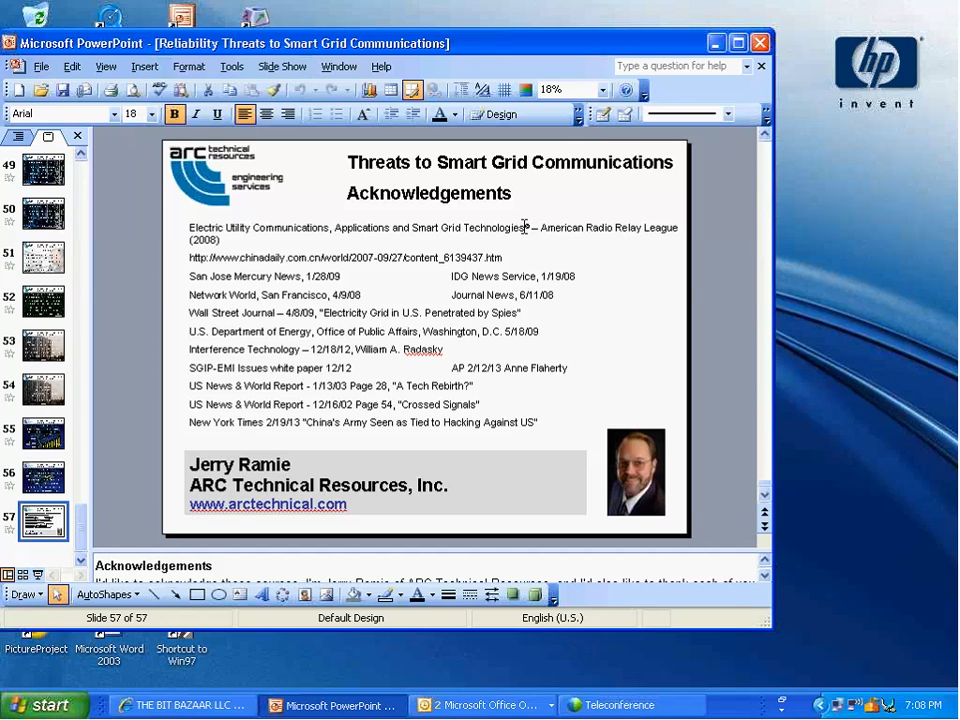 Microsoft PowerPoint - [Reliability Threats to Smart Grid Communications]
File Edit View Insert Format Tools Slide Show Window Help
Type a question for help
18%
Arial 18 B I U Design
49
50
51
52
53
54
55
56
57
arc technical resources
engineering services
Threats to Smart Grid Communications
Acknowledgements
Electric Utility Communications, Applications and Smart Grid Technologies – American Radio Relay League
(2008)
http://www.chinadaily.com.cn/world/2007-09/27/content_6139437.htm
San Jose Mercury News, 1/28/09 IDG News Service, 1/19/08
Network World, San Francisco, 4/9/08 Journal News, 6/11/08
Wall Street Journal – 4/8/09, "Electricity Grid in U.S. Penetrated by Spies"
U.S. Department of Energy, Office of Public Affairs, Washington, D.C. 5/18/09
Interference Technology – 12/18/12, William A. Radasky
SGIP-EMI Issues white paper 12/12 AP 2/12/13 Anne Flaherty
US News & World Report - 1/13/03 Page 28, "A Tech Rebirth?"
US News & World Report - 12/16/02 Page 54, "Crossed Signals"
New York Times 2/19/13 "China's Army Seen as Tied to Hacking Against US"
Jerry Ramie
ARC Technical Resources, Inc.
www.arctechnical.com
Acknowledgements
Draw AutoShapes
Slide 57 of 57 Default Design English (U.S.)
hp
invent
PictureProject
Microsoft Word 2003
Shortcut to Win97
start THE BIT BAZAAR LLC ... Microsoft PowerPoint ... 2 Microsoft Office O... Teleconference 7:08 PM